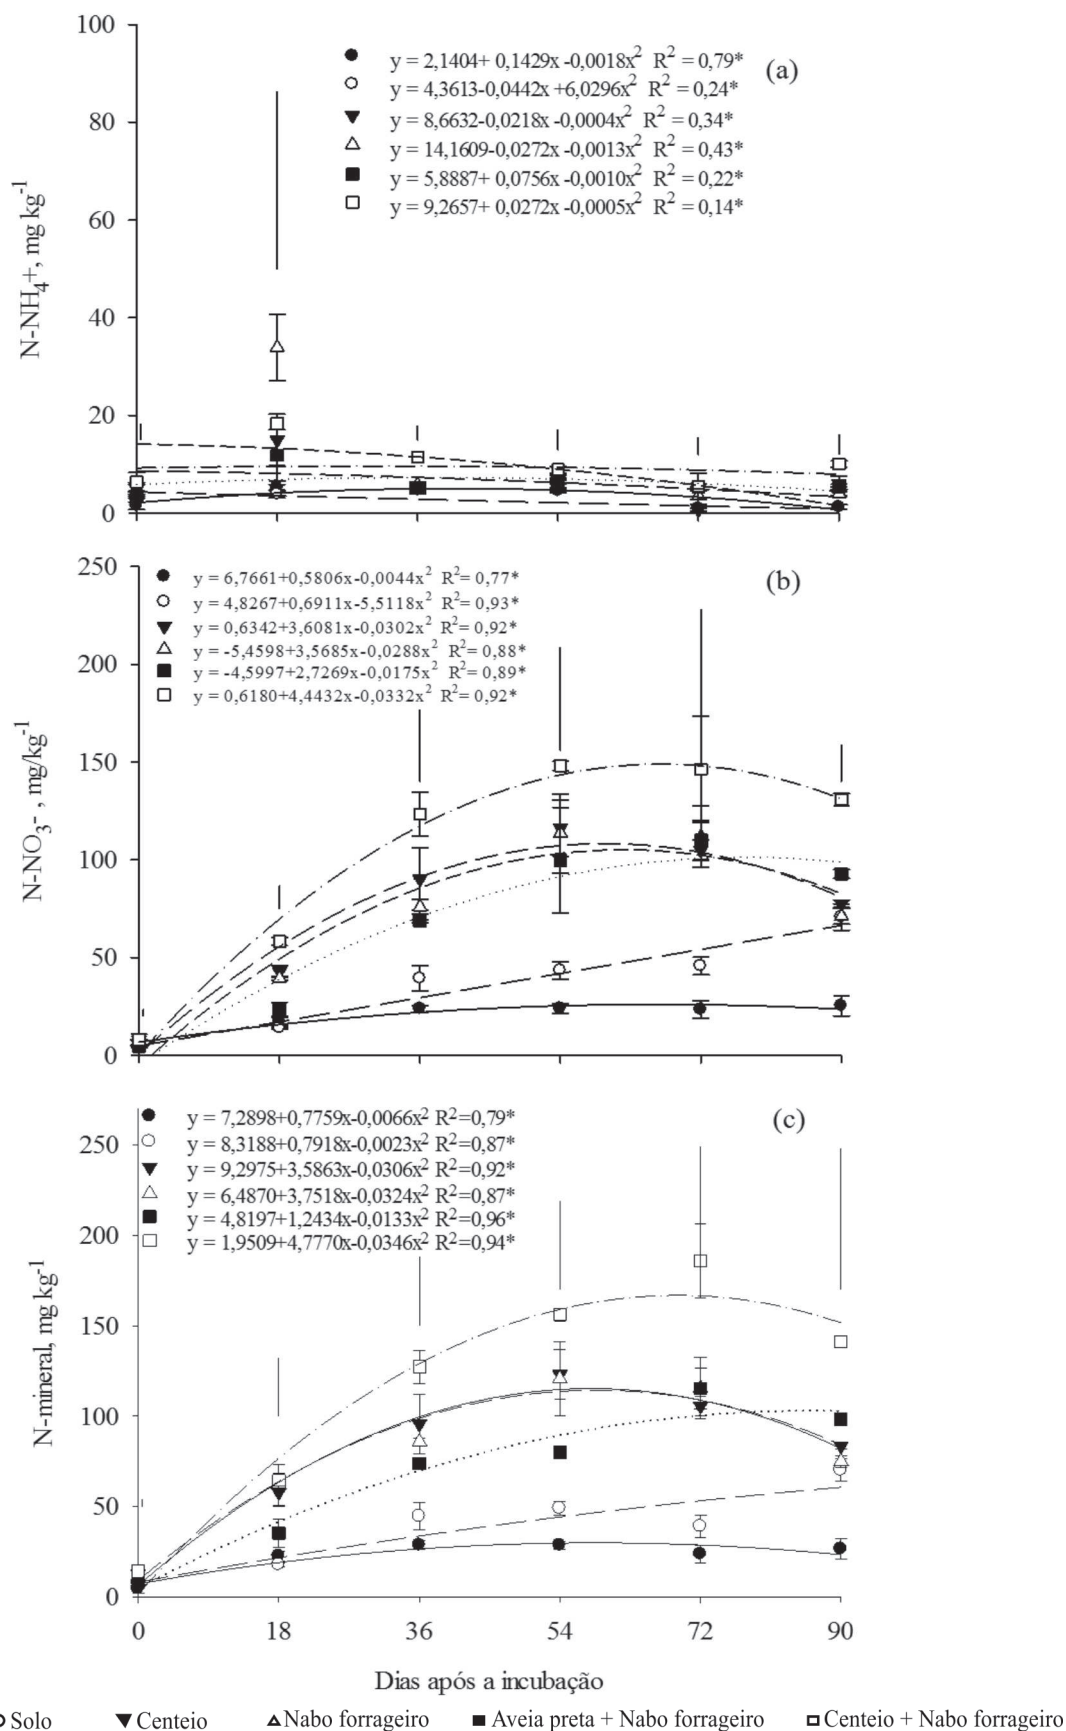 100
80
60
40
20
0
N-NH4+, mg kg-1
(a)
y = 2,1404+ 0,1429x -0,0018x2 R2 = 0,79*
y = 4,3613-0,0442x +6,0296x2 R2 = 0,24*
y = 8,6632-0,0218x -0,0004x2 R2 = 0,34*
y = 14,1609-0,0272x -0,0013x2 R2 = 0,43*
y = 5,8887+ 0,0756x -0,0010x2 R2 = 0,22*
y = 9,2657+ 0,0272x -0,0005x2 R2 = 0,14*
250
200
150
100
50
0
N-NO3- , mg/kg-1
(b)
y = 6,7661+0,5806x-0,0044x2 R2= 0,77*
y = 4,8267+0,6911x-5,5118x2 R2= 0,93*
y = 0,6342+3,6081x-0,0302x2 R2= 0,92*
y = -5,4598+3,5685x-0,0288x2 R2= 0,88*
y = -4,5997+2,7269x-0,0175x2 R2= 0,89*
y = 0,6180+4,4432x-0,0332x2 R2= 0,92*
250
200
150
100
50
0
N-mineral, mg kg-1
(c)
y = 7,2898+0,7759x-0,0066x2 R2=0,79*
y = 8,3188+0,7918x-0,0023x2 R2=0,87*
y = 9,2975+3,5863x-0,0306x2 R2=0,92*
y = 6,4870+3,7518x-0,0324x2 R2=0,87*
y = 4,8197+1,2434x-0,0133x2 R2=0,96*
y = 1,9509+4,7770x-0,0346x2 R2=0,94*
0 18 36 54 72 90
Dias após a incubação
Solo Centeio Nabo forrageiro Aveia preta + Nabo forrageiro Centeio + Nabo forrageiro